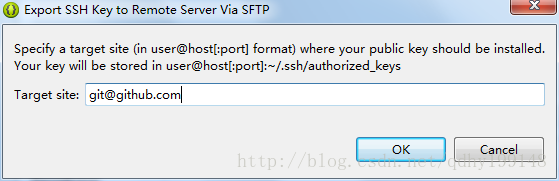 Export SSH Key to Remote Server Via SFTP
Specify a target site (in user@host[:port] format) where your public key should be installed.
Your key will be stored in user@host[:port]:~/.ssh/authorized_keys
Target site: git@github.com
OK Cancel
http://blog.csdn.net/qdhy199148